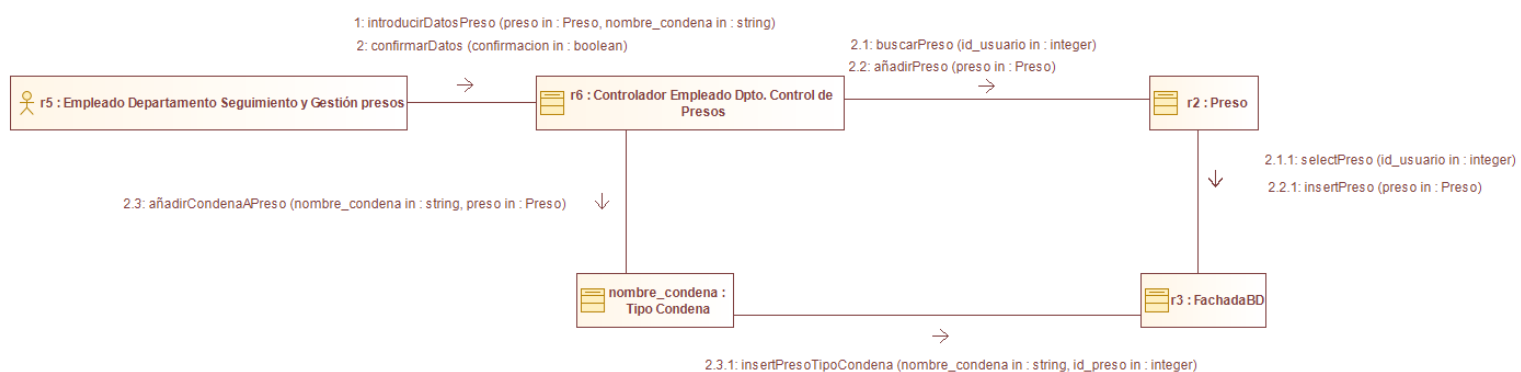 1: introducirDatosPreso (preso in : Preso, nombre_condena in : string)
2: confirmarDatos (confirmacion in : boolean)
2.1: buscarPreso (id_usuario in : integer)
2.2: añadirPreso (preso in : Preso)
r5 : Empleado Departamento Seguimiento y Gestión presos
r6 : Controlador Empleado Dpto. Control de
Presos
r2 : Preso
2.1.1: selectPreso (id_usuario in : integer)
2.2.1: insertPreso (preso in : Preso)
2.3: añadirCondenaAPreso (nombre_condena in : string, preso in : Preso)
nombre_condena :
Tipo Condena
r3 : FachadaBD
2.3.1: insertPresoTipoCondena (nombre_condena in : string, id_preso in : integer)